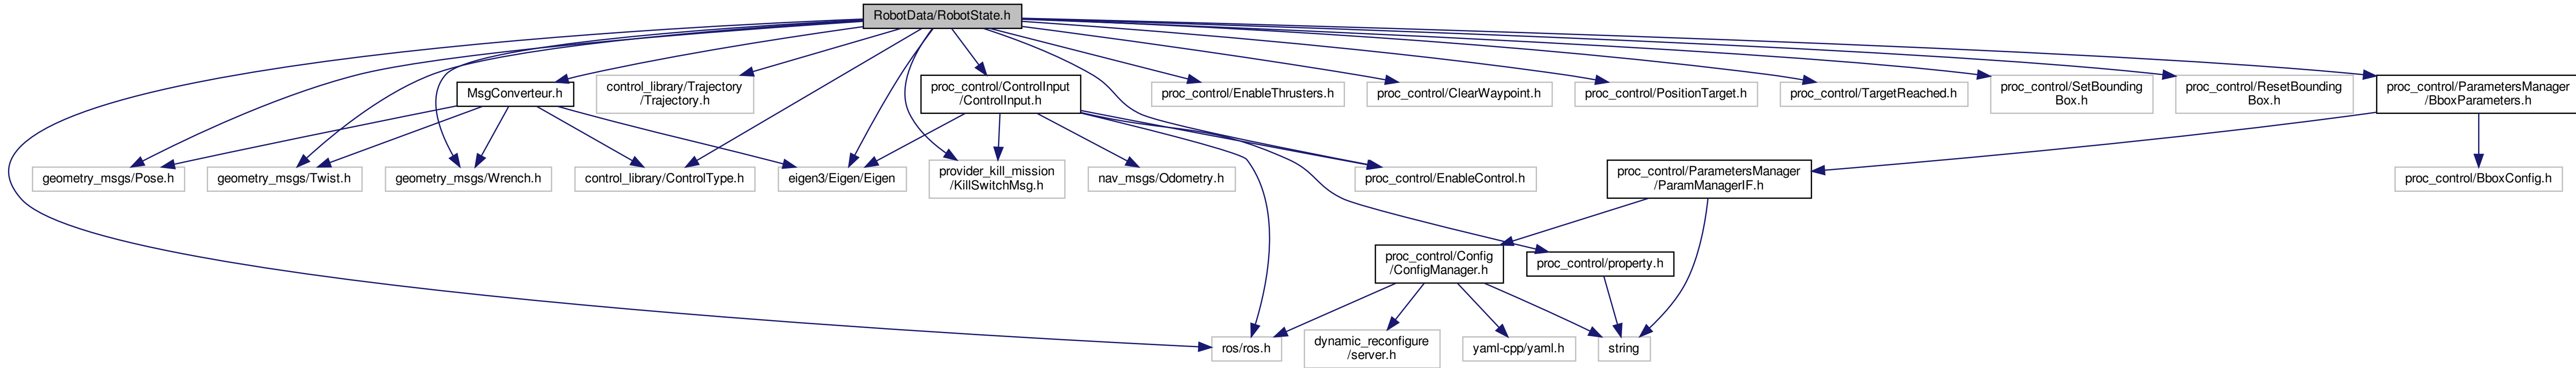 RobotData/RobotState.h
MsgConverteur.h
control_library/Trajectory
/Trajectory.h
proc_control/ControlInput
/ControlInput.h
proc_control/EnableThrusters.h
proc_control/ClearWaypoint.h
proc_control/PositionTarget.h
proc_control/TargetReached.h
proc_control/SetBounding
Box.h
proc_control/ResetBounding
Box.h
proc_control/ParametersManager
/BboxParameters.h
geometry_msgs/Pose.h
geometry_msgs/Twist.h
geometry_msgs/Wrench.h
control_library/ControlType.h
eigen3/Eigen/Eigen
provider_kill_mission
/KillSwitchMsg.h
nav_msgs/Odometry.h
proc_control/EnableControl.h
proc_control/ParametersManager
/ParamManagerIF.h
proc_control/BboxConfig.h
proc_control/Config
/ConfigManager.h
proc_control/property.h
ros/ros.h
dynamic_reconfigure
/server.h
yaml-cpp/yaml.h
string